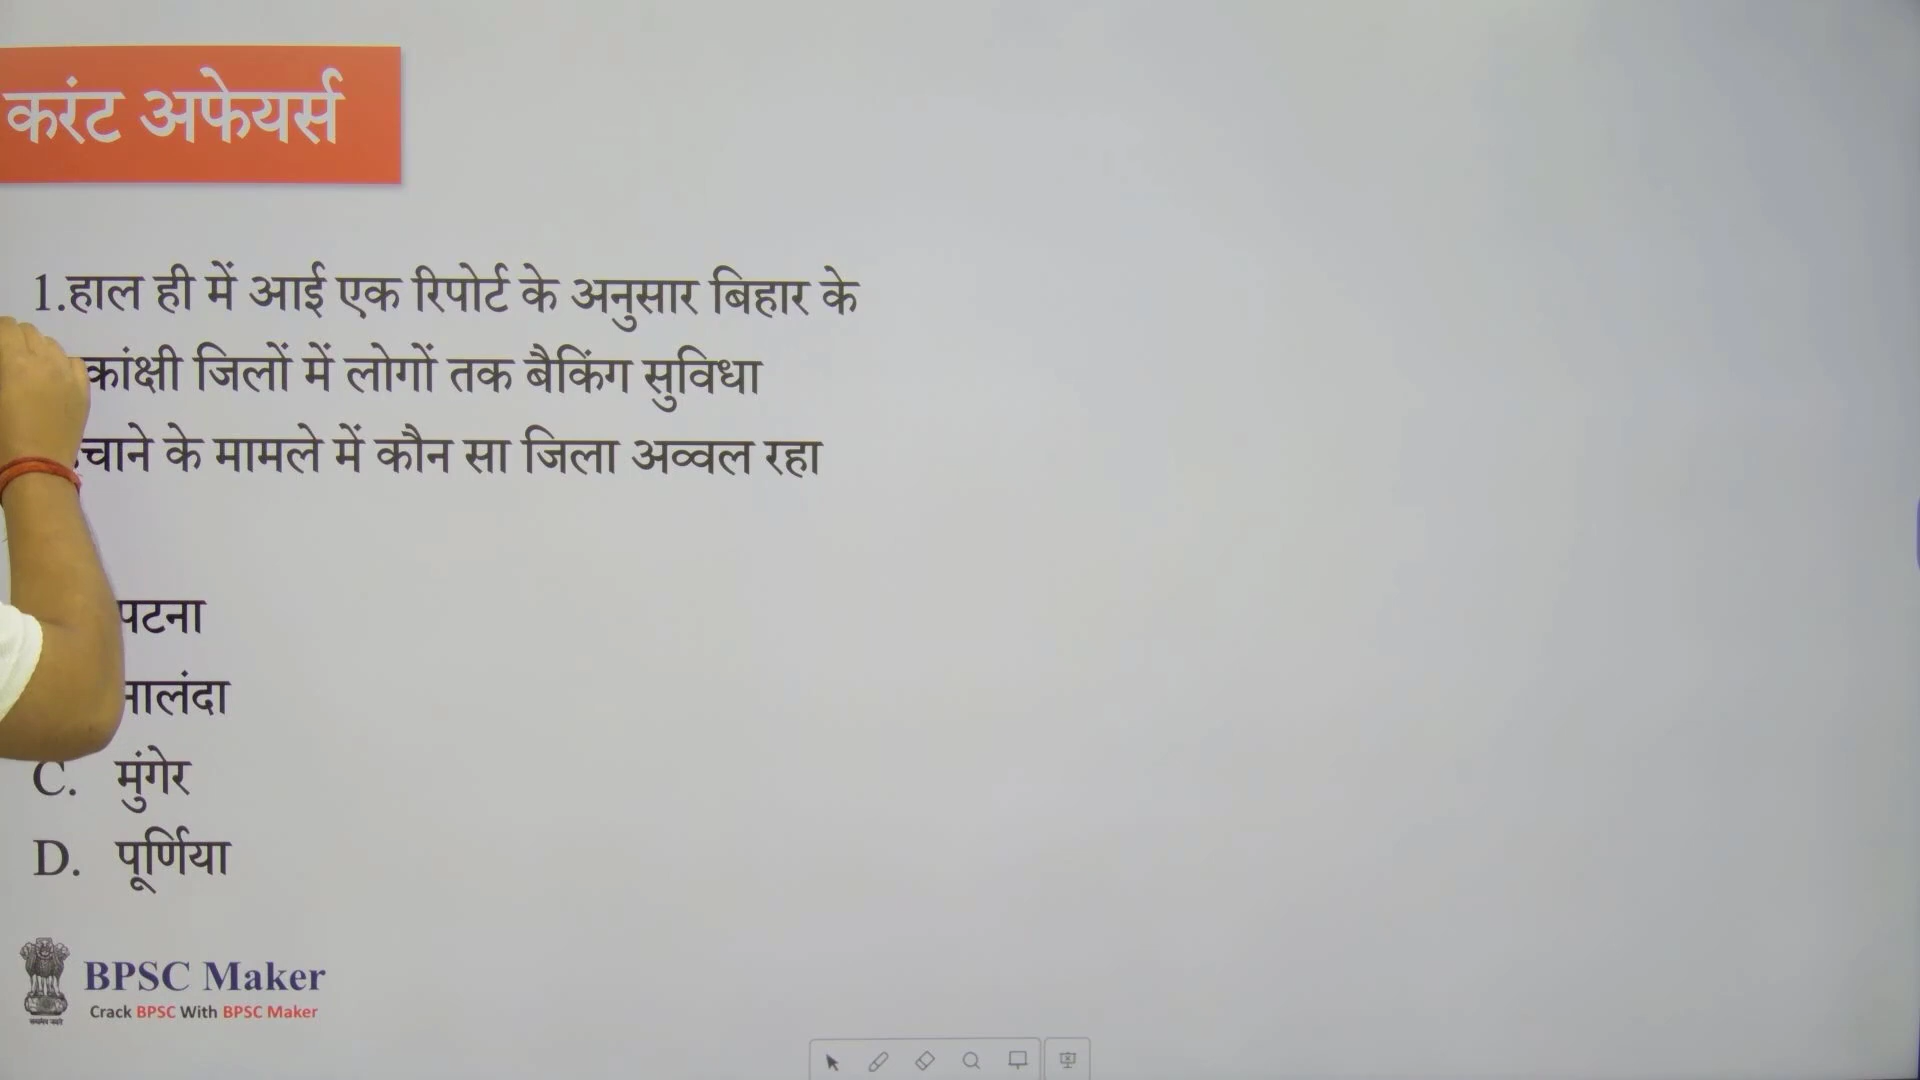 करंट अफेयर्स
1.हाल ही में आई एक रिपोर्ट के अनुसार बिहार के
जिलों में लोगों तक बैकिंग सुविधा
के मामले में कौन सा जिला अव्वल रहा
पटना
नालंदा
C. मुंगेर
D. पूर्णिया
BPSC Maker
Crack BPSC With BPSC Maker